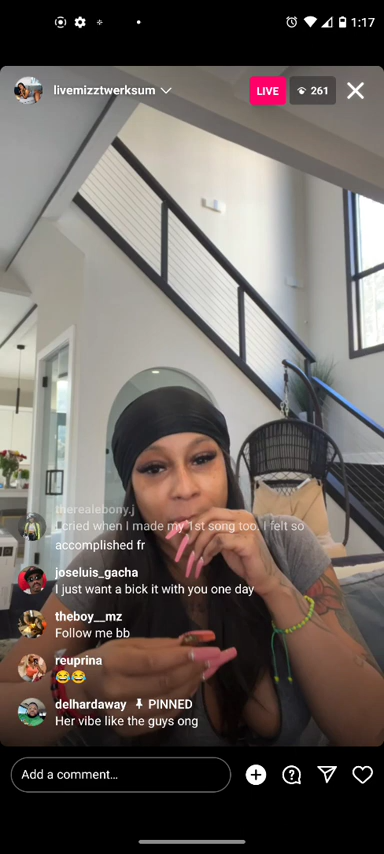 1:17
livemizztwerksum
LIVE
261
therealebony.j
I cried when I made my 1st song too. I felt so
accomplished fr
joseluis_gacha
I just want a bick it with you one day
theboy__mz
Follow me bb
reuprina
😂😂
delhardaway PINNED
Her vibe like the guys ong
Add a comment...